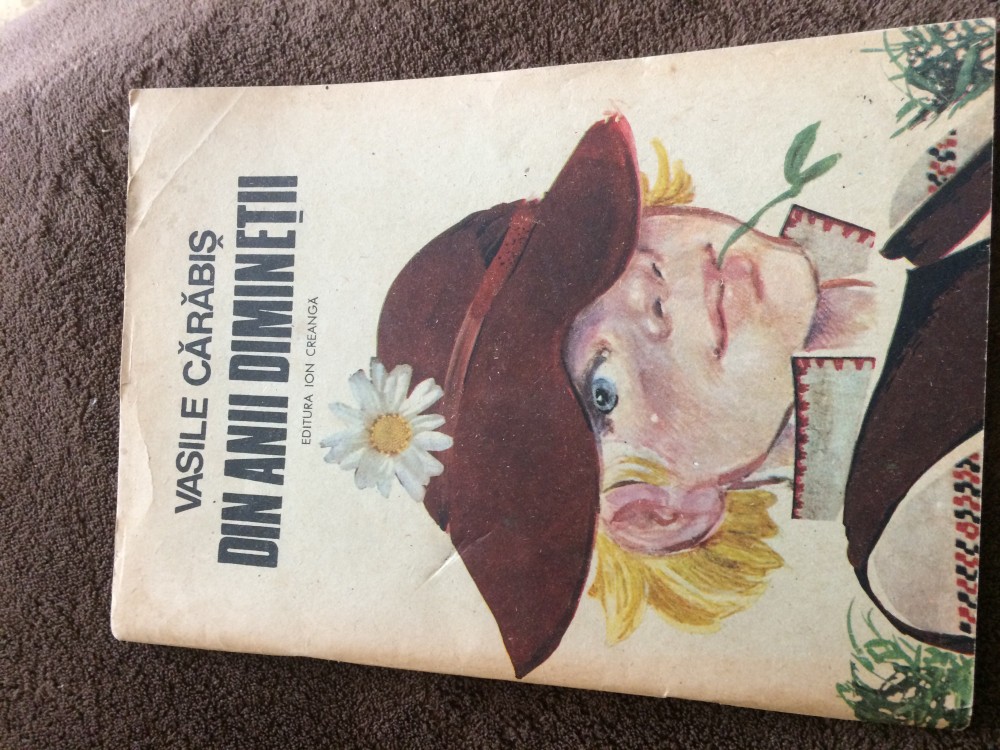 VASILE CĂRĂBIȘ
DIN ANII DIMINEȚII
EDITURA ION CREANGĂ